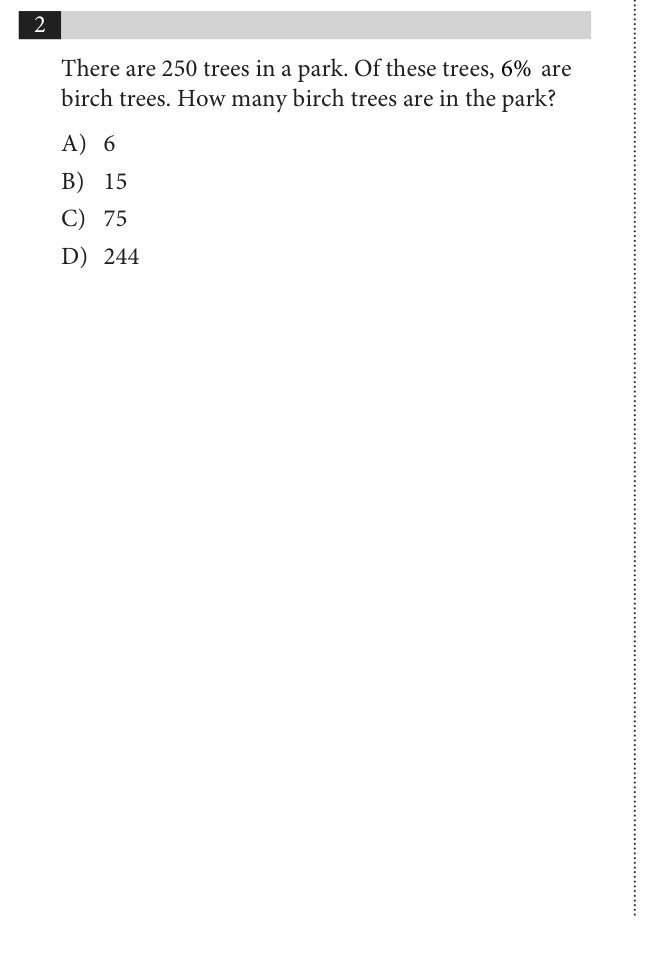 2
There are 250 trees in a park. Of these trees, 6% are
birch trees. How many birch trees are in the park?
A) 6
B) 15
C) 75
D) 244